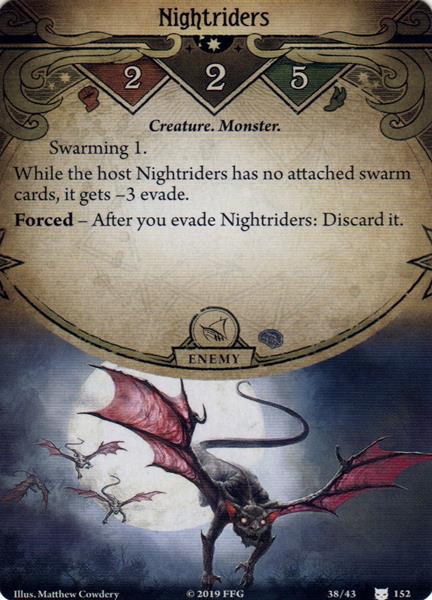 Nightriders
2 2 5
Creature. Monster.
Swarming 1.
While the host Nightriders has no attached swarm
cards, it gets –3 evade.
Forced – After you evade Nightriders: Discard it.
ENEMY
Illus. Matthew Cowdery © 2019 FFG 38/43 152